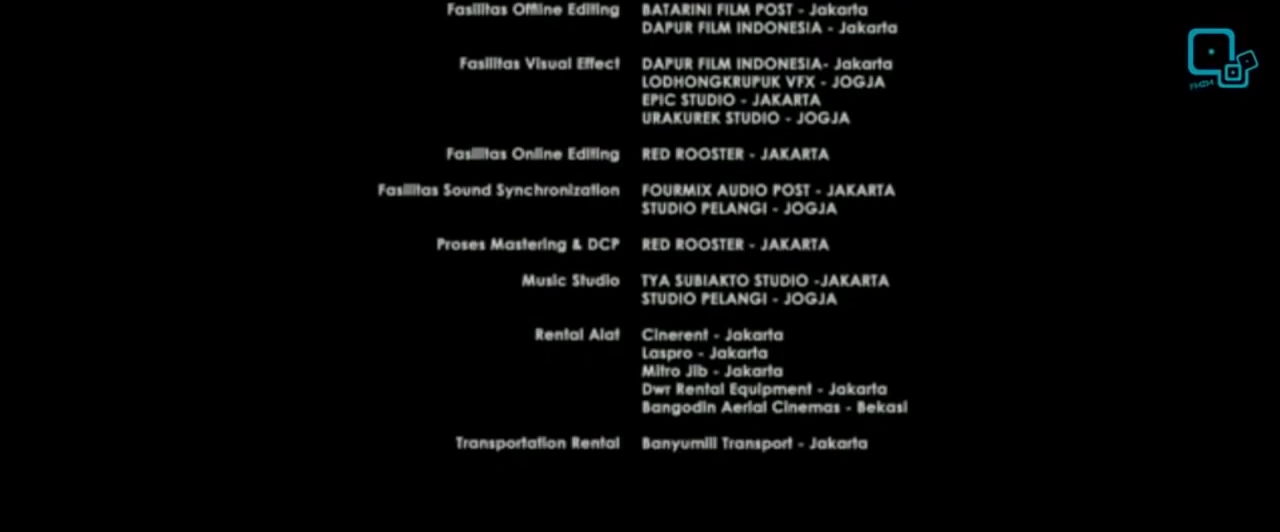 Fasilitas Offline Editing BATARINI FILM POST - Jakarta
DAPUR FILM INDONESIA - Jakarta
Fasilitas Visual Effect DAPUR FILM INDONESIA- Jakarta
LODHONGKRUPUK VFX - JOGJA
EPIC STUDIO - JAKARTA
URAKUREK STUDIO - JOGJA
Fasilitas Online Editing RED ROOSTER - JAKARTA
Fasilitas Sound Synchronization FOURMIX AUDIO POST - JAKARTA
STUDIO PELANGI - JOGJA
Proses Mastering & DCP RED ROOSTER - JAKARTA
Music Studio TYA SUBIAKTO STUDIO -JAKARTA
STUDIO PELANGI - JOGJA
Rental Alat Cinerent - Jakarta
Laspro - Jakarta
Mitro Jib - Jakarta
Dwr Rental Equipment - Jakarta
Bangodin Aerial Cinemas - Bekasi
Transportation Rental Banyumili Transport - Jakarta